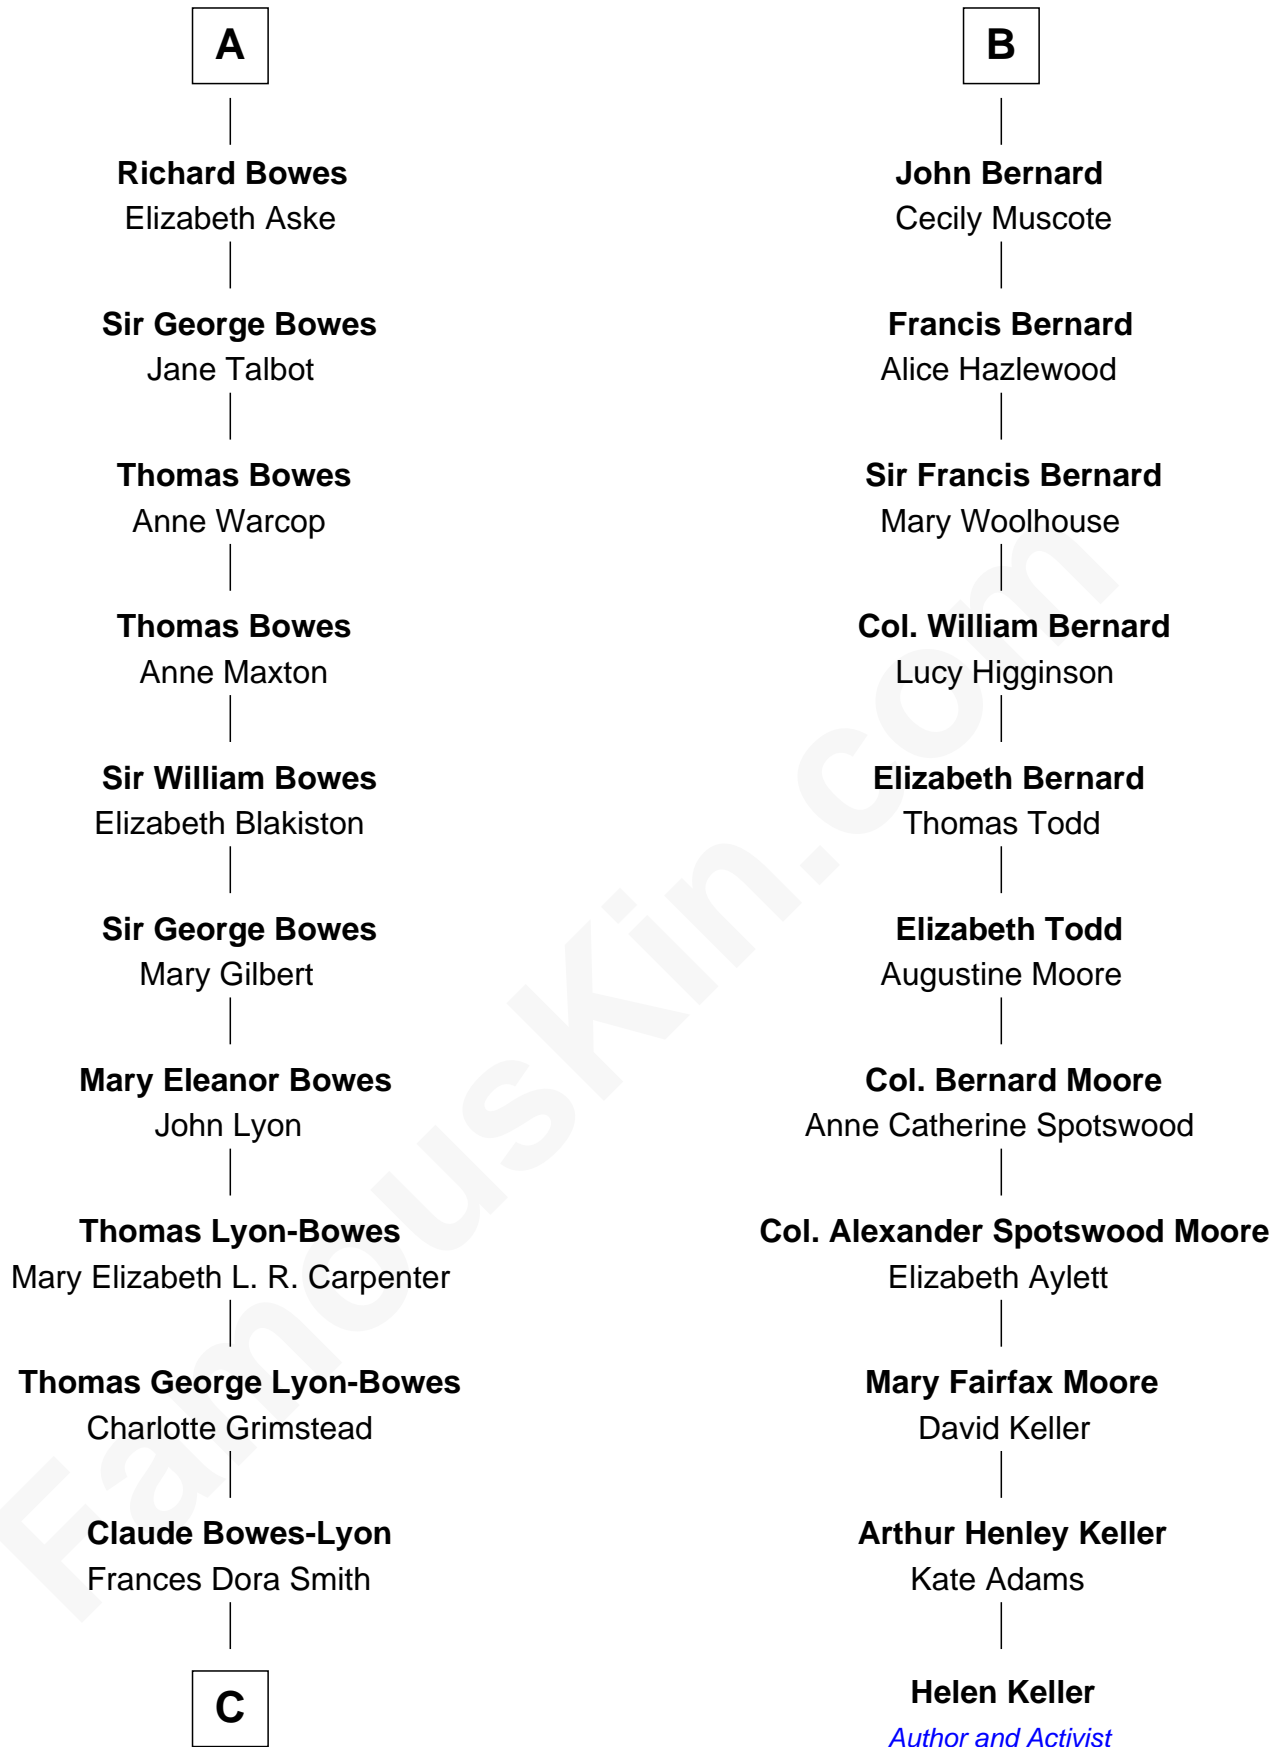 A
Richard Bowes
Elizabeth Aske
Sir George Bowes
Jane Talbot
Thomas Bowes
Anne Warcop
Thomas Bowes
Anne Maxton
Sir William Bowes
Elizabeth Blakiston
Sir George Bowes
Mary Gilbert
Mary Eleanor Bowes
John Lyon
Thomas Lyon-Bowes
Mary Elizabeth L. R. Carpenter
Thomas George Lyon-Bowes
Charlotte Grimstead
Claude Bowes-Lyon
Frances Dora Smith
C
B
John Bernard
Cecily Muscote
Francis Bernard
Alice Hazlewood
Sir Francis Bernard
Mary Woolhouse
Col. William Bernard
Lucy Higginson
Elizabeth Bernard
Thomas Todd
Elizabeth Todd
Augustine Moore
Col. Bernard Moore
Anne Catherine Spotswood
Col. Alexander Spotswood Moore
Elizabeth Aylett
Mary Fairfax Moore
David Keller
Arthur Henley Keller
Kate Adams
Helen Keller
Author and Activist
FamousKin.com